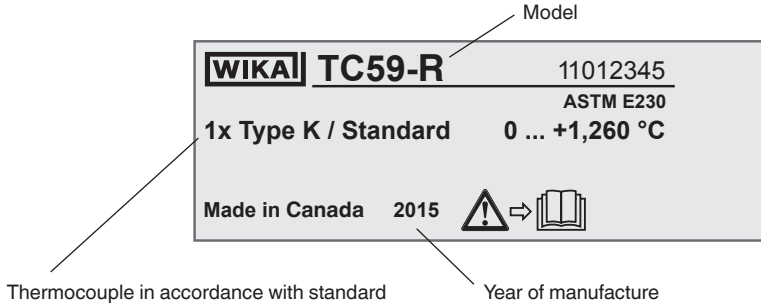 Model
WIKA TC59-R 11012345
ASTM E230
1x Type K / Standard 0 ... +1,260 °C
Made in Canada 2015
Thermocouple in accordance with standard Year of manufacture